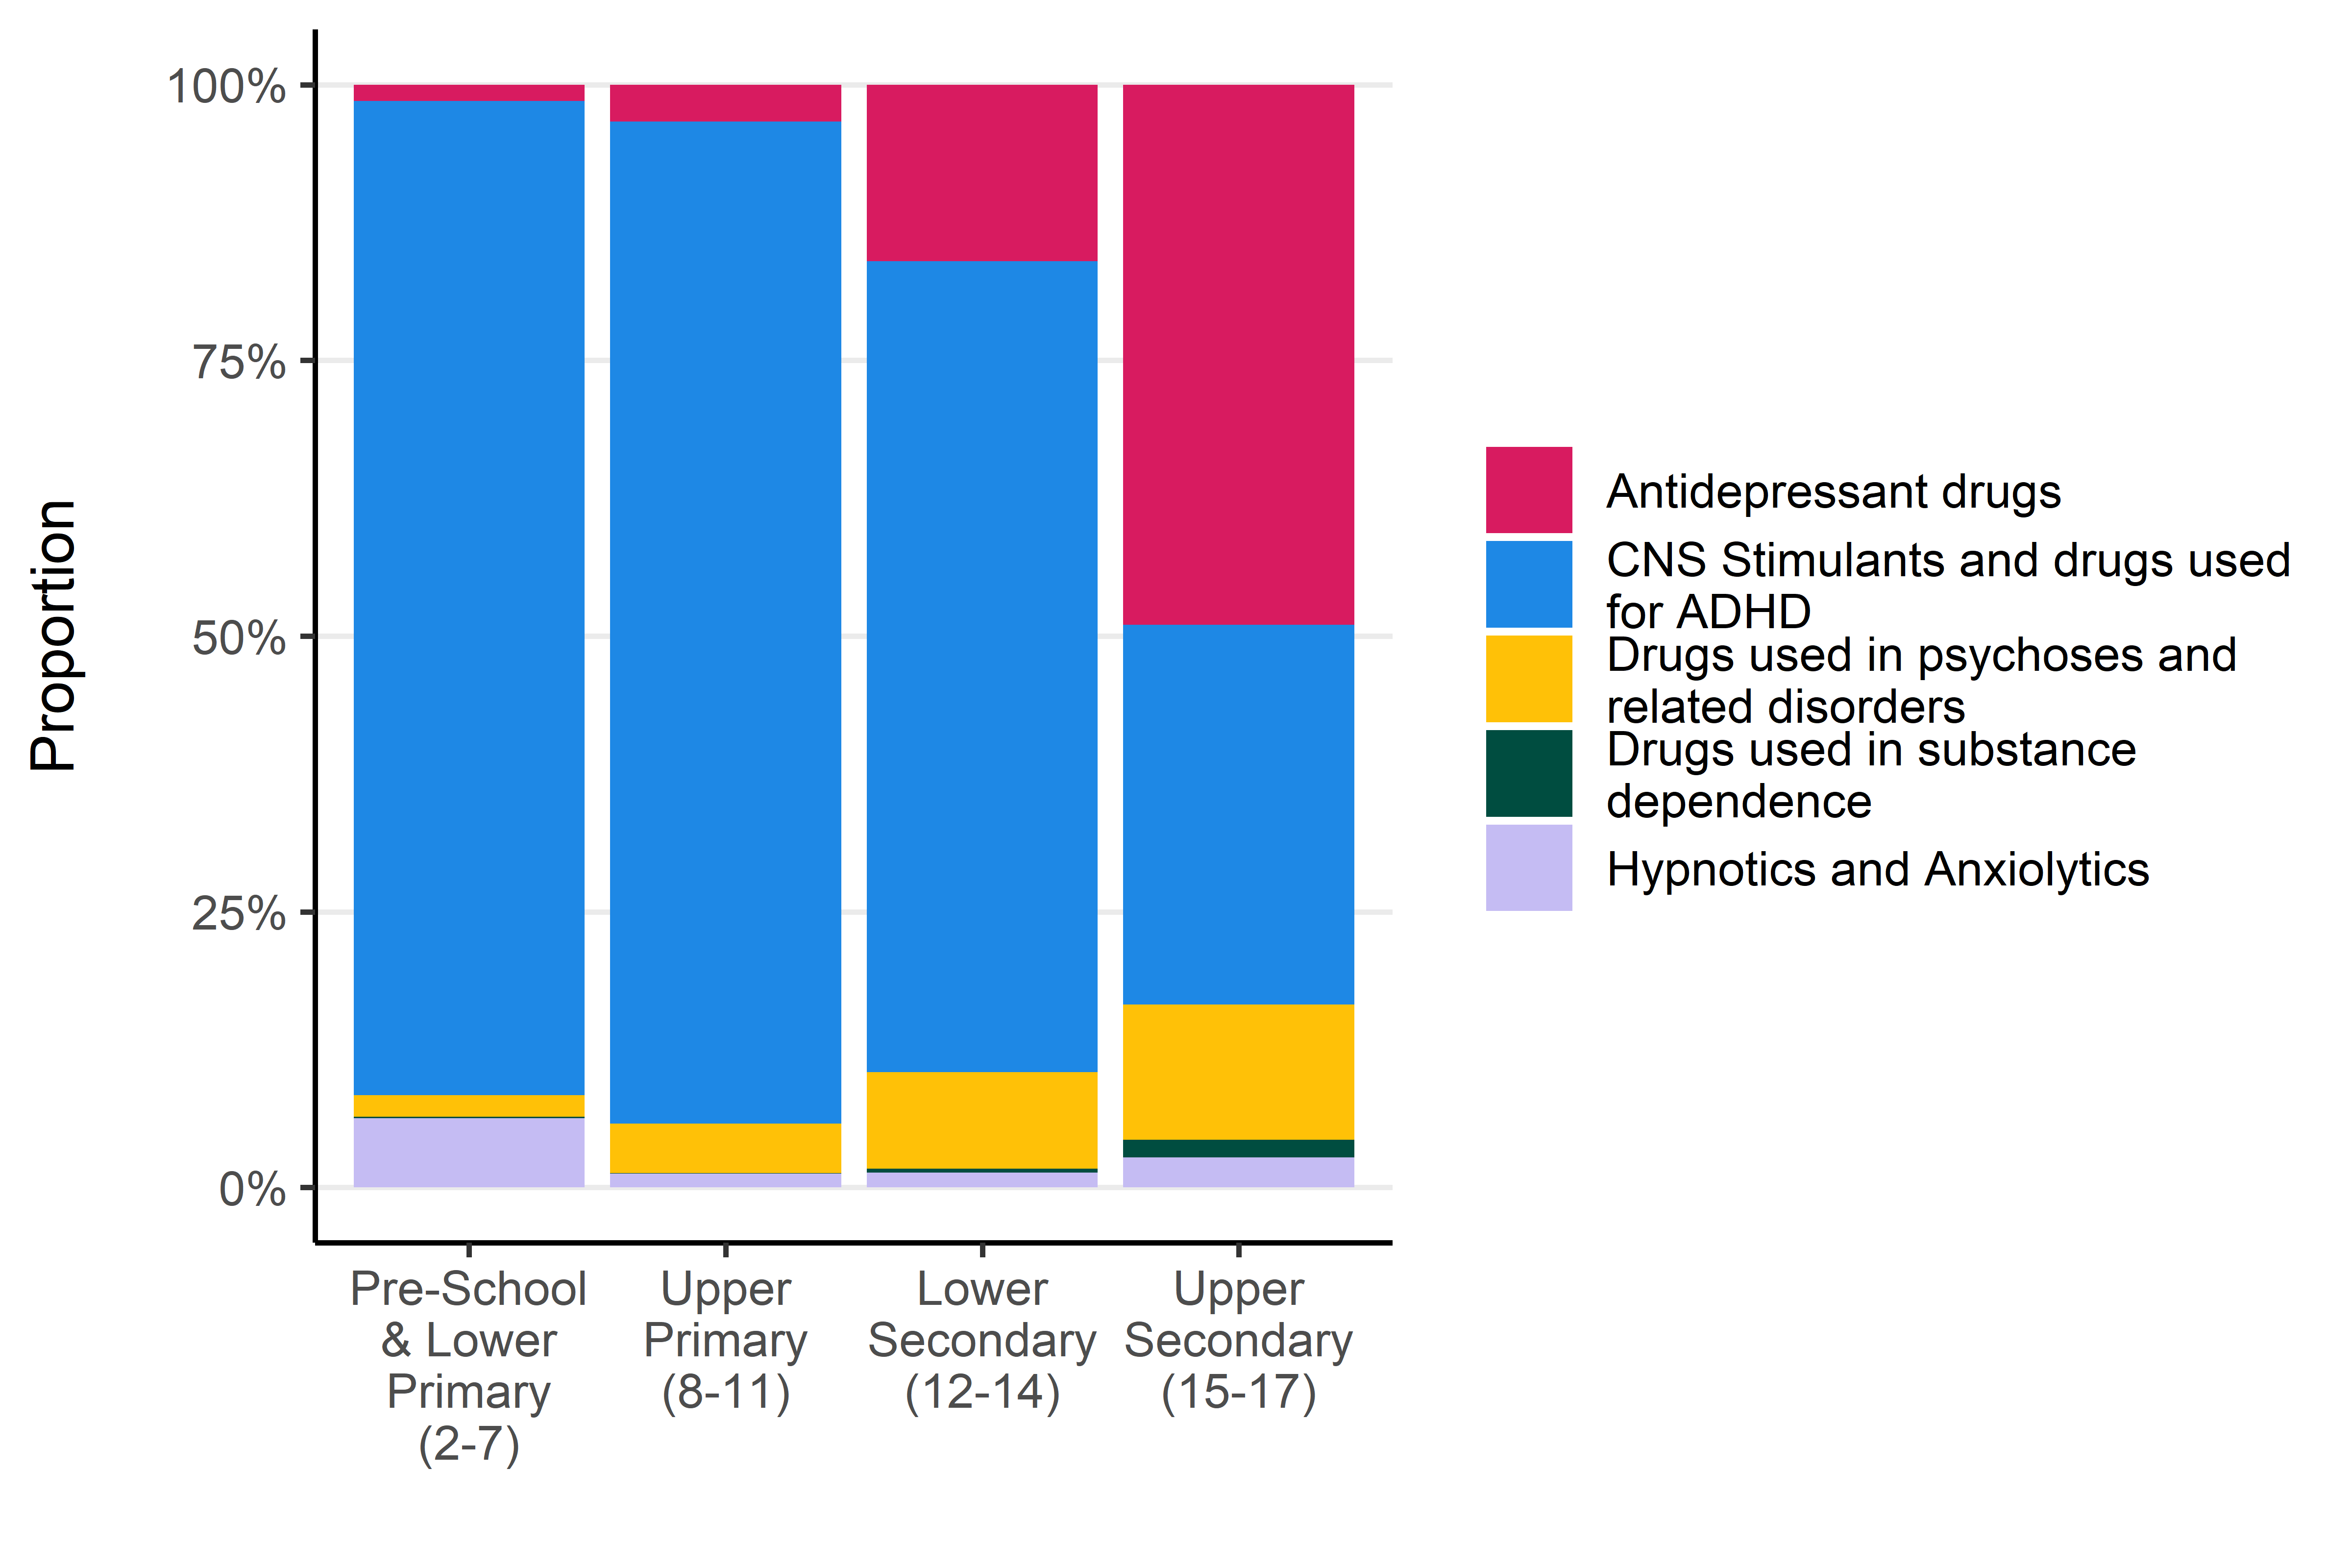 Proportion
100%
75%
50%
25%
0%
Pre-School
& Lower
Primary
(2-7)
Upper
Primary
(8-11)
Lower
Secondary
(12-14)
Upper
Secondary
(15-17)
Antidepressant drugs
CNS Stimulants and drugs used
for ADHD
Drugs used in psychoses and
related disorders
Drugs used in substance
dependence
Hypnotics and Anxiolytics